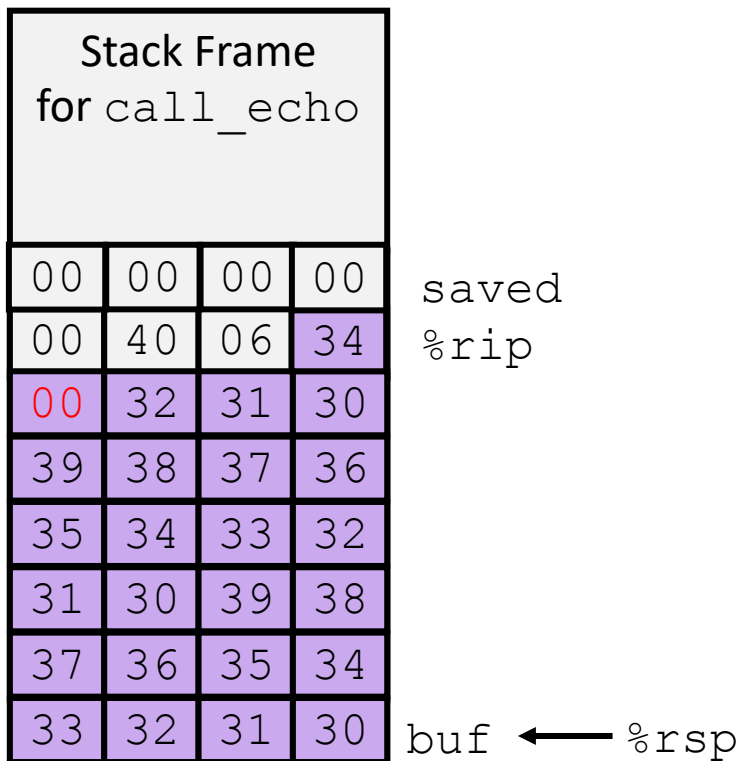 Stack Frame
for call_echo
00 00 00 00
saved
00 40 06 34
%rip
00 32 31 30
39 38 37 36
35 34 33 32
31 30 39 38
37 36 35 34
33 32 31 30
buf %rsp